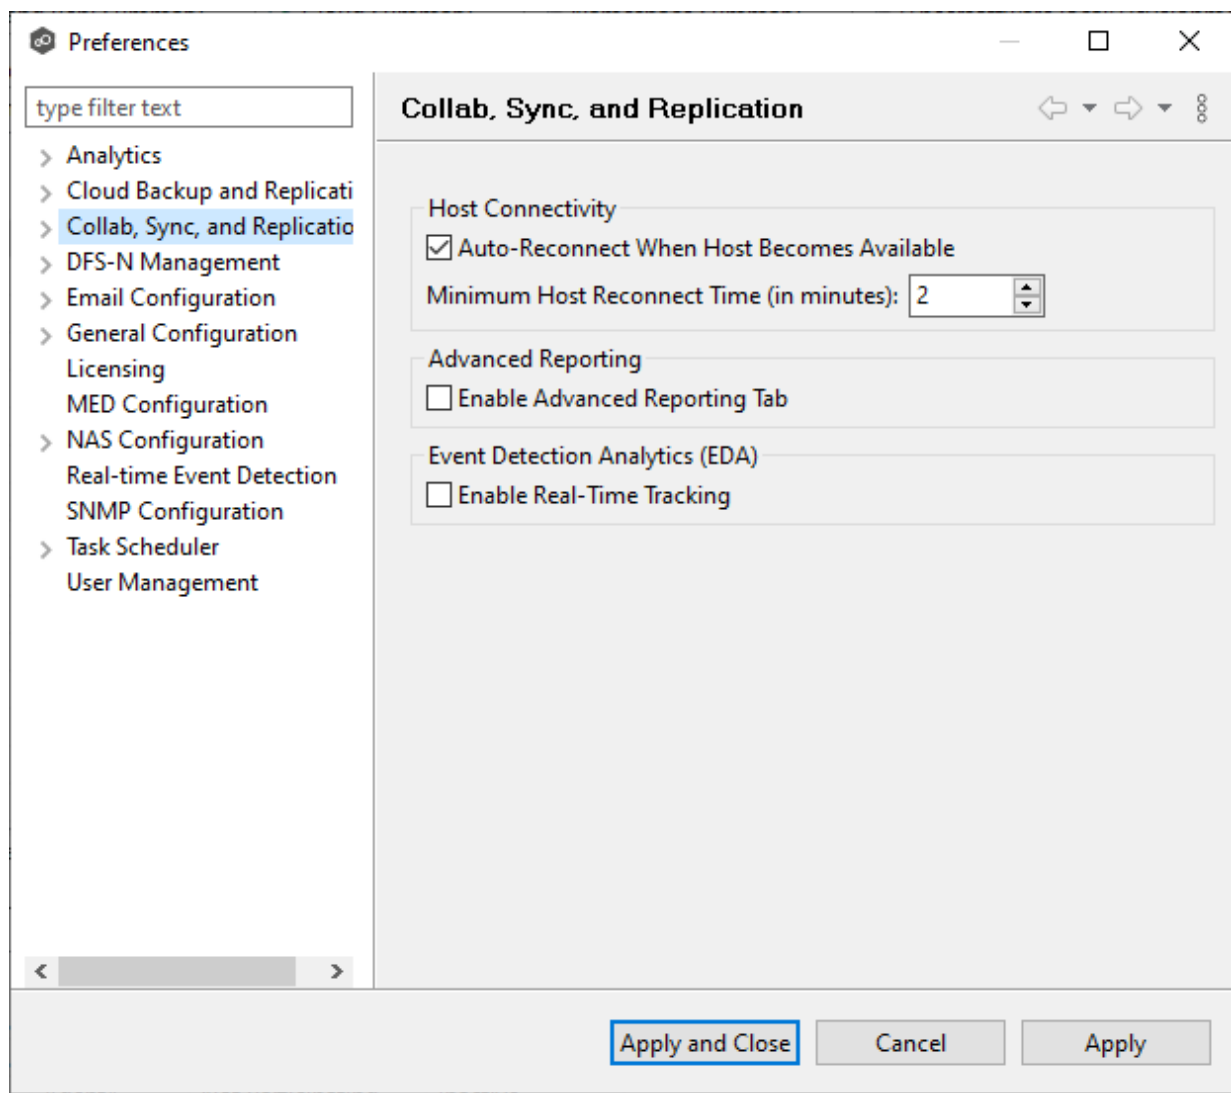 Preferences
type filter text
Analytics
Cloud Backup and Replicati
Collab, Sync, and Replicatio
DFS-N Management
Email Configuration
General Configuration
Licensing
MED Configuration
NAS Configuration
Real-time Event Detection
SNMP Configuration
Task Scheduler
User Management
Collab, Sync, and Replication
Host Connectivity
Auto-Reconnect When Host Becomes Available
Minimum Host Reconnect Time (in minutes): 2
Advanced Reporting
Enable Advanced Reporting Tab
Event Detection Analytics (EDA)
Enable Real-Time Tracking
Apply and Close Cancel Apply